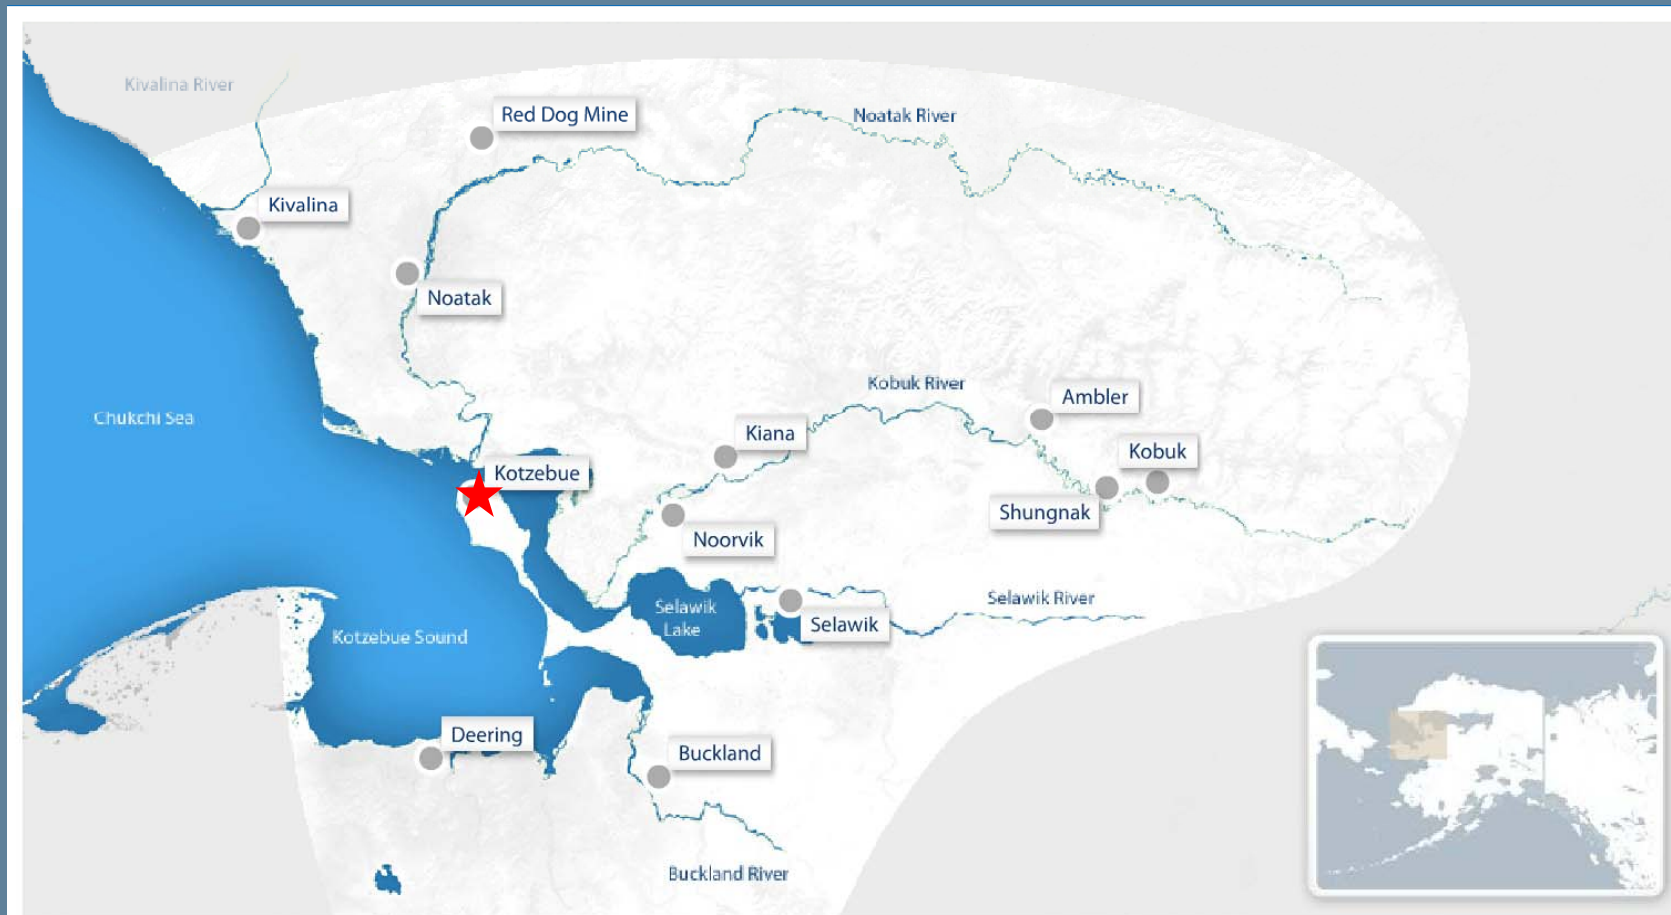 Kivalina River
Red Dog Mine
Noatak River
Kivalina
Noatak
Kobuk River
Ambler
Chukchi Sea
Kiana
Kobuk
Kotzebue
Shungnak
Noorvik
Selawik River
Selawik
Lake
Selawik
Kotzebue Sound
Deering
Buckland
Buckland River